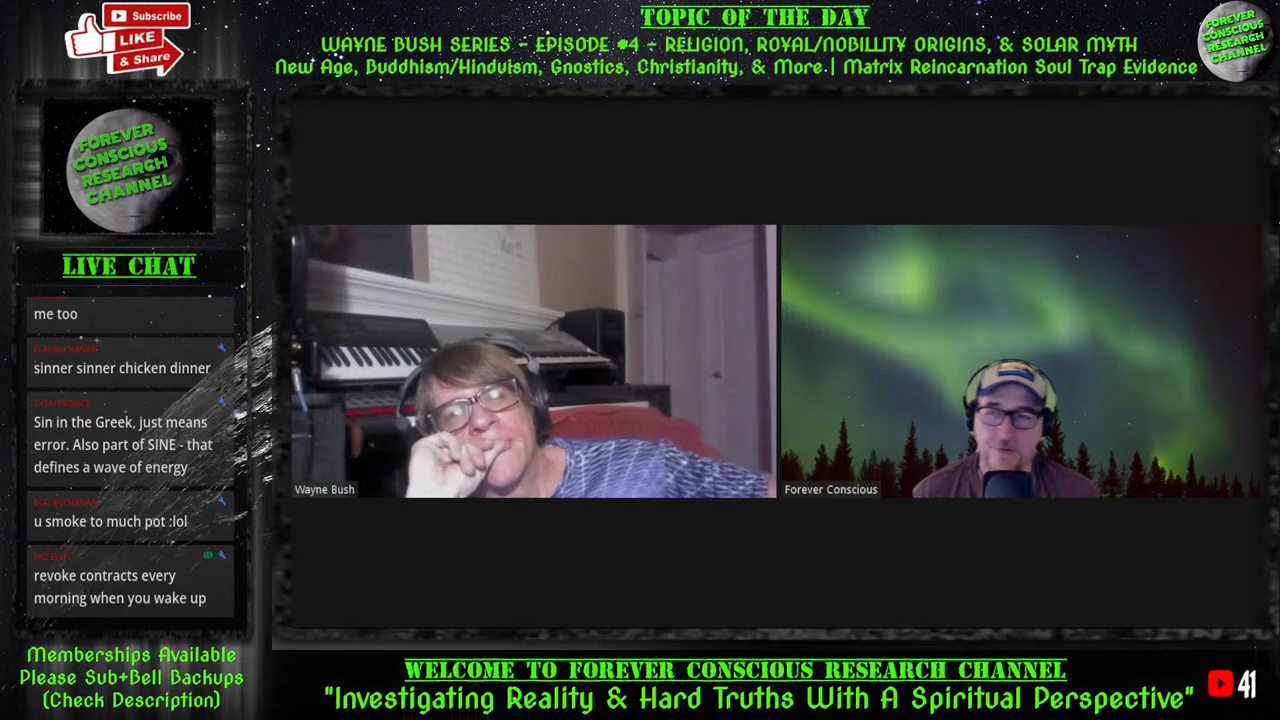 Subscribe
LIKE
& Share
TOPIC OF THE DAY
WAYNE BUSH SERIES - EPISODE #4 - RELIGION, ROYAL/NOBILLITY ORIGINS, & SOLAR MYTH
New Age, Buddhism/Hinduism, Gnostics, Christianity, & More | Matrix Reincarnation Soul Trap Evidence
FOREVER
CONSCIOUS
RESEARCH
CHANNEL
FOREVER
CONSCIOUS
RESEARCH
CHANNEL
LIVE CHAT
me too
ELAI BUCHANAN
sinner sinner chicken dinner
Sin in the Greek, just means
error. Also part of SINE - that
defines a wave of energy
ELAI BUCHANAN
u smoke to much pot :lol
revoke contracts every
morning when you wake up
Wayne Bush
Forever Conscious
Memberships Available
Please Sub+Bell Backups
(Check Description)
WELCOME TO FOREVER CONSCIOUS RESEARCH CHANNEL
"Investigating Reality & Hard Truths With A Spiritual Perspective"
41